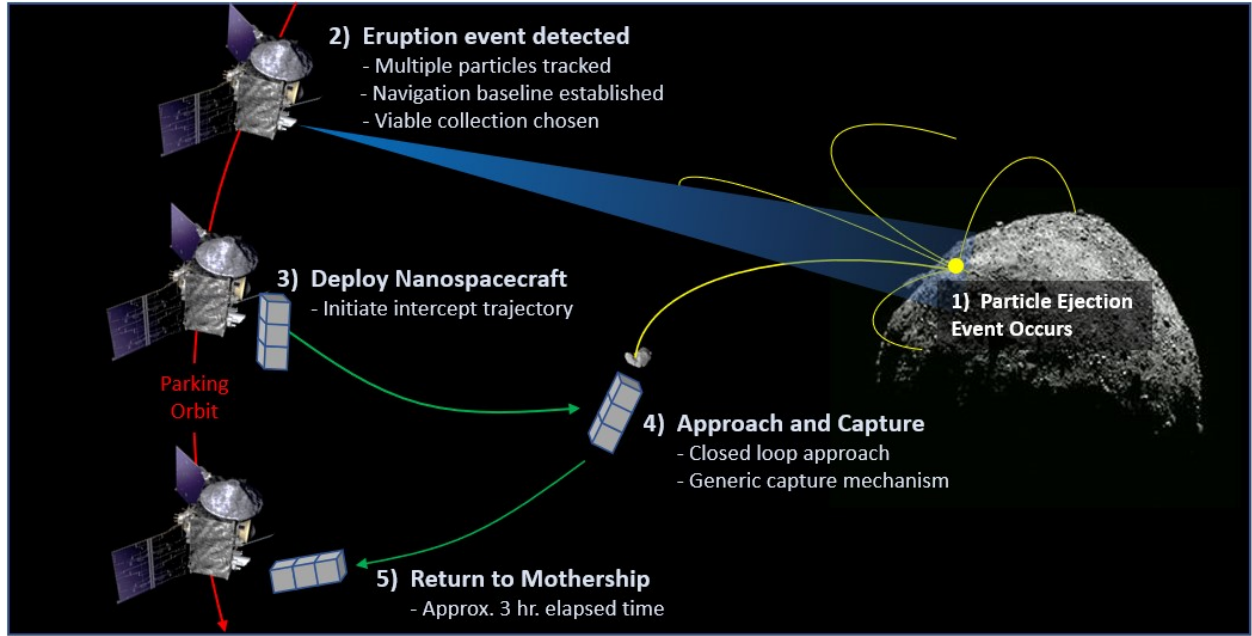 2) Eruption event detected
- Multiple particles tracked
- Navigation baseline established
- Viable collection chosen
1) Particle Ejection
Event Occurs
3) Deploy Nanospacecraft
- Initiate intercept trajectory
Parking
Orbit
4) Approach and Capture
- Closed loop approach
- Generic capture mechanism
5) Return to Mothership
- Approx. 3 hr. elapsed time